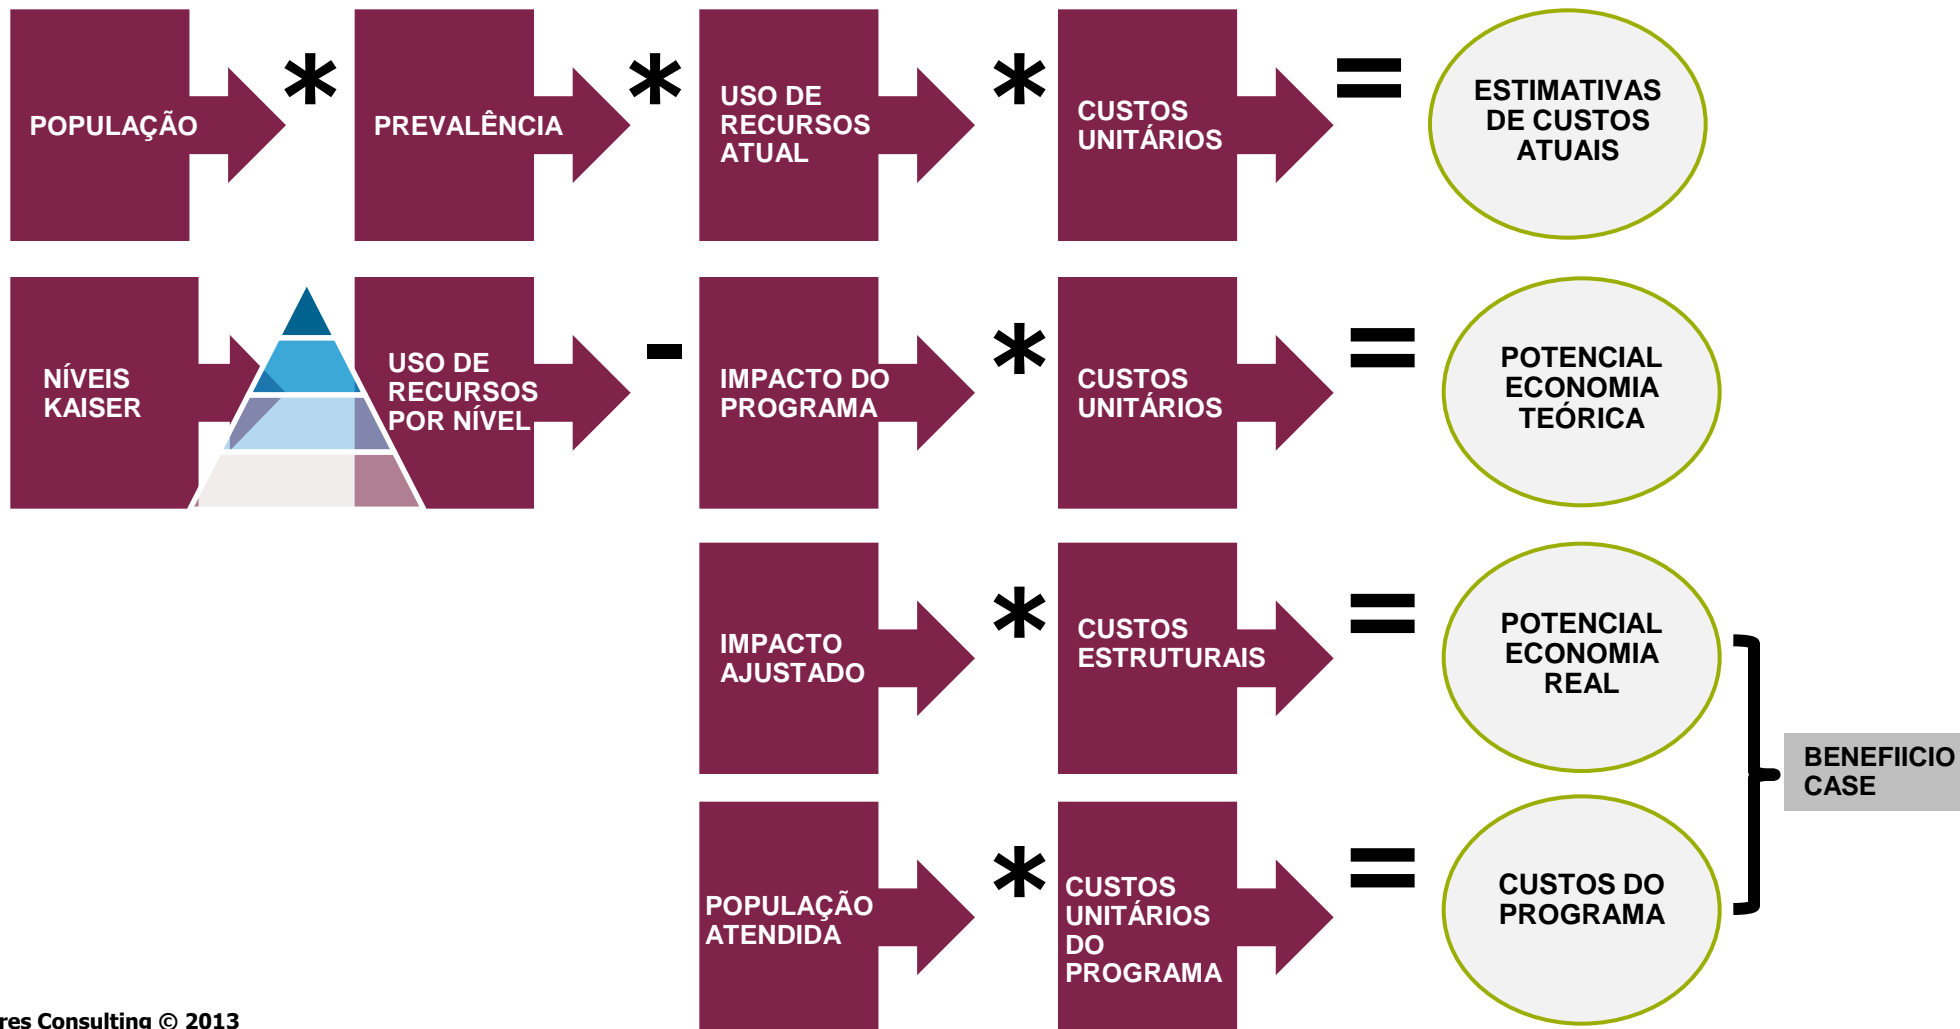 POPULAÇÃO
*
PREVALÊNCIA
*
USO DE
RECURSOS
ATUAL
*
CUSTOS
UNITÁRIOS
=
ESTIMATIVAS
DE CUSTOS
ATUAIS
NÍVEIS
KAISER
USO DE
RECURSOS
POR NÍVEL
-
IMPACTO DO
PROGRAMA
*
CUSTOS
UNITÁRIOS
=
POTENCIAL
ECONOMIA
TEÓRICA
IMPACTO
AJUSTADO
*
CUSTOS
ESTRUTURAIS
=
POTENCIAL
ECONOMIA
REAL
BENEFIICIO
CASE
POPULAÇÃO
ATENDIDA
*
CUSTOS
UNITÁRIOS
DO
PROGRAMA
=
CUSTOS DO
PROGRAMA
Consulting © 2013